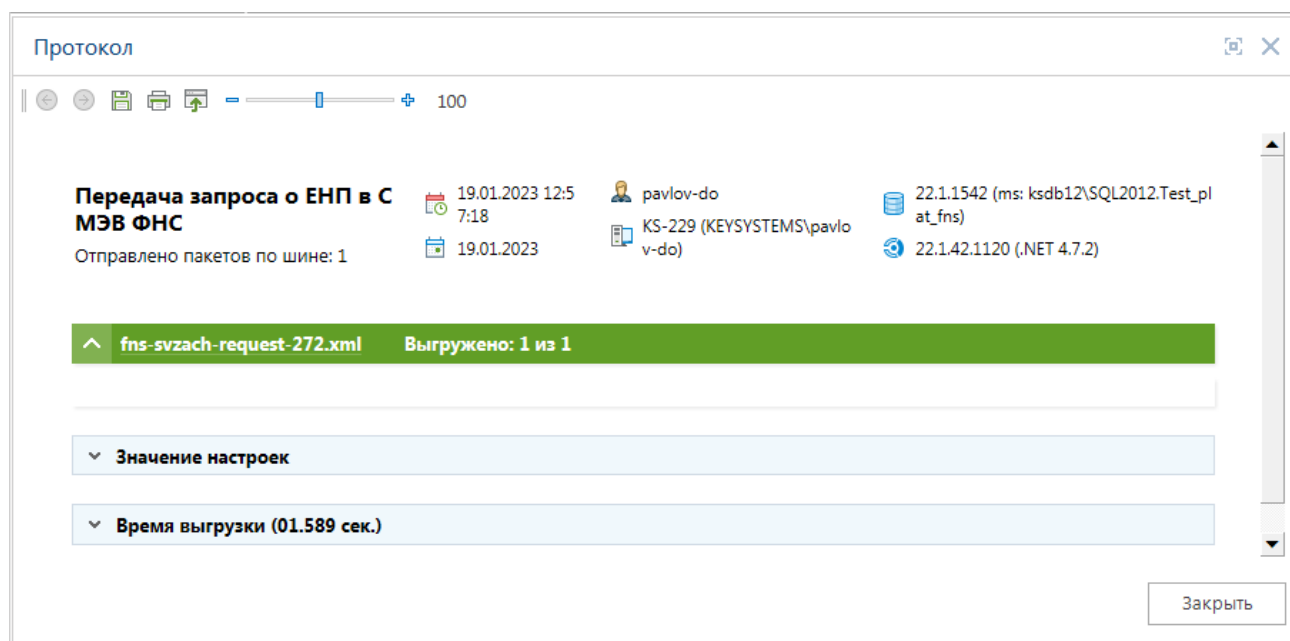 Протокол
100
Передача запроса о ЕНП в С
МЭВ ФНС
Отправлено пакетов по шине: 1
19.01.2023 12:5
7:18
19.01.2023
pavlov-do
KS-229 (KEYSYSTEMS\pavlo
v-do)
22.1.1542 (ms: ksdb12\SQL2012.Test_pl
at_fns)
22.1.42.1120 (.NET 4.7.2)
fns-svzach-request-272.xml Выгружено: 1 из 1
Значение настроек
Время выгрузки (01.589 сек.)
Закрыть